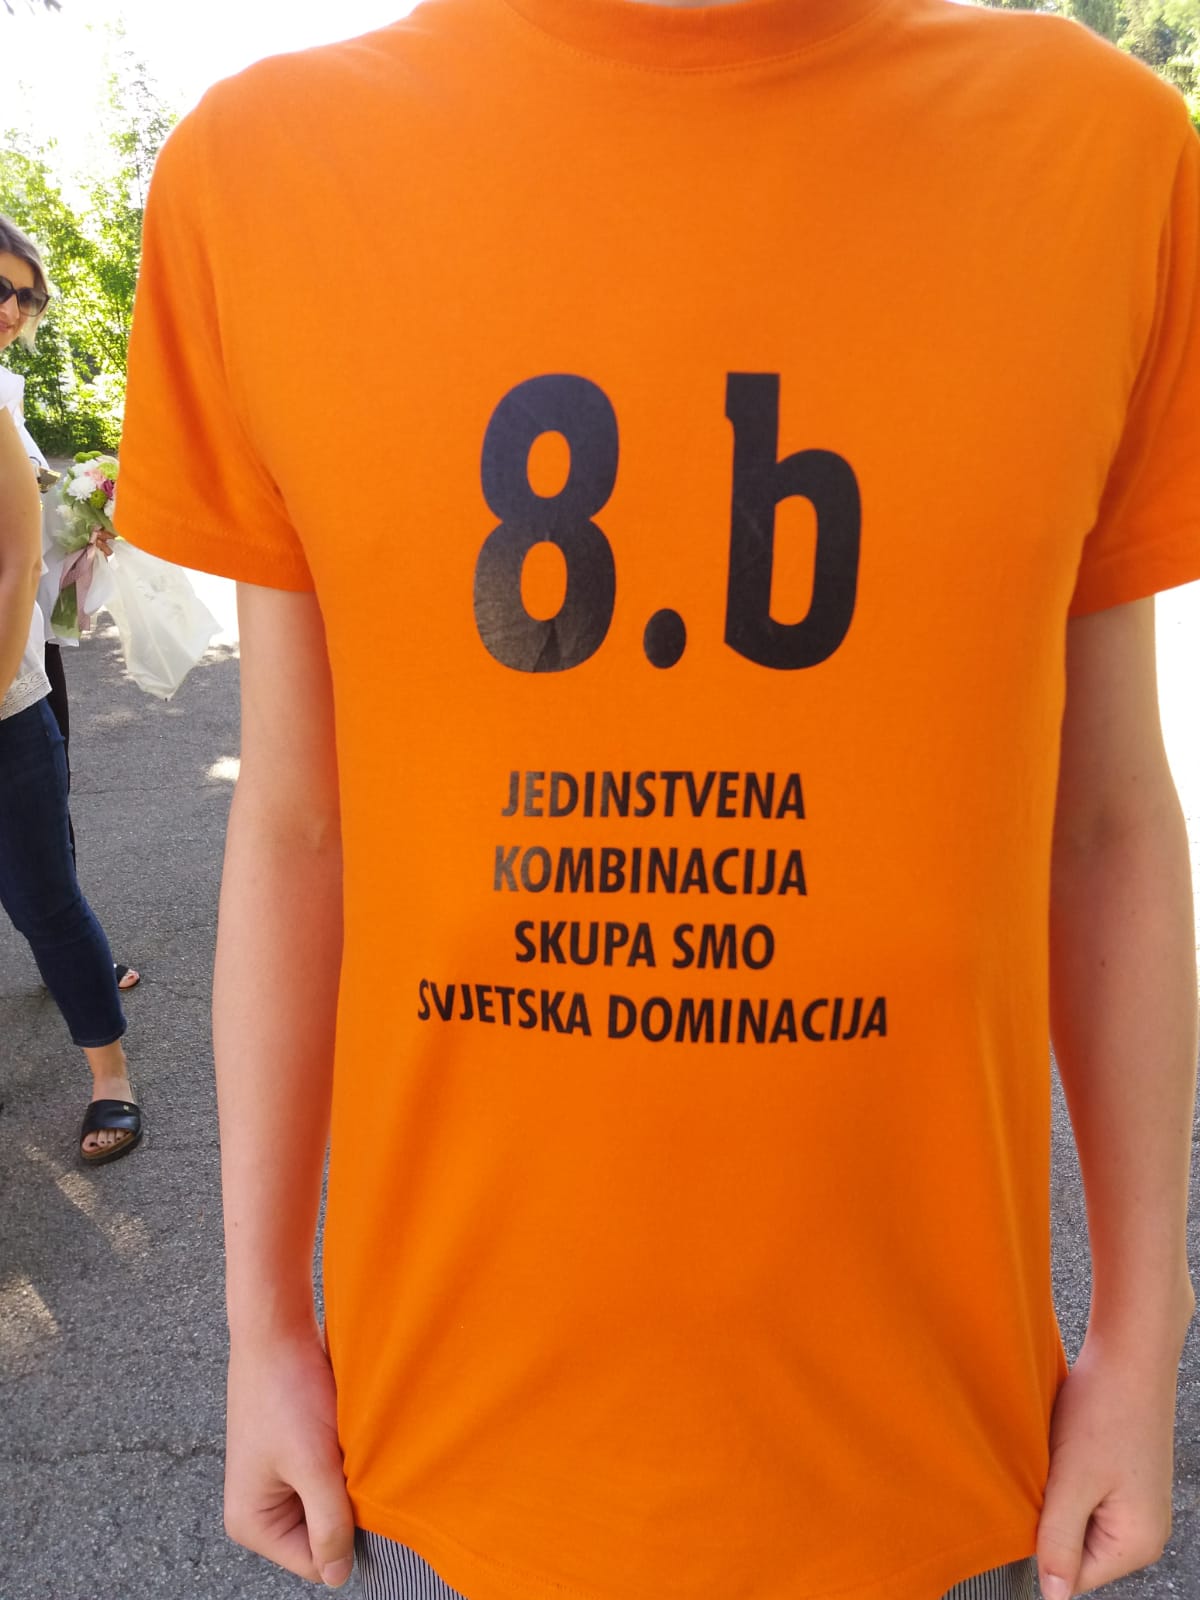 8.b
JEDINSTVENA
KOMBINACIJA
SKUPA SMO
SVJETSKA DOMINACIJA